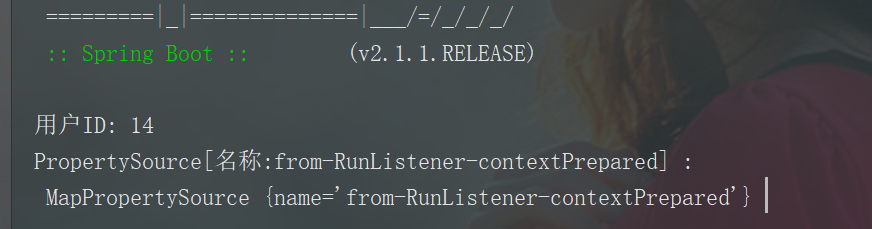 =========|_|==============|___/=/_/_/_/
:: Spring Boot ::        (v2.1.1.RELEASE)
用户ID: 14
PropertySource[名称:from-RunListener-contextPrepared] :
MapPropertySource {name='from-RunListener-contextPrepared'}